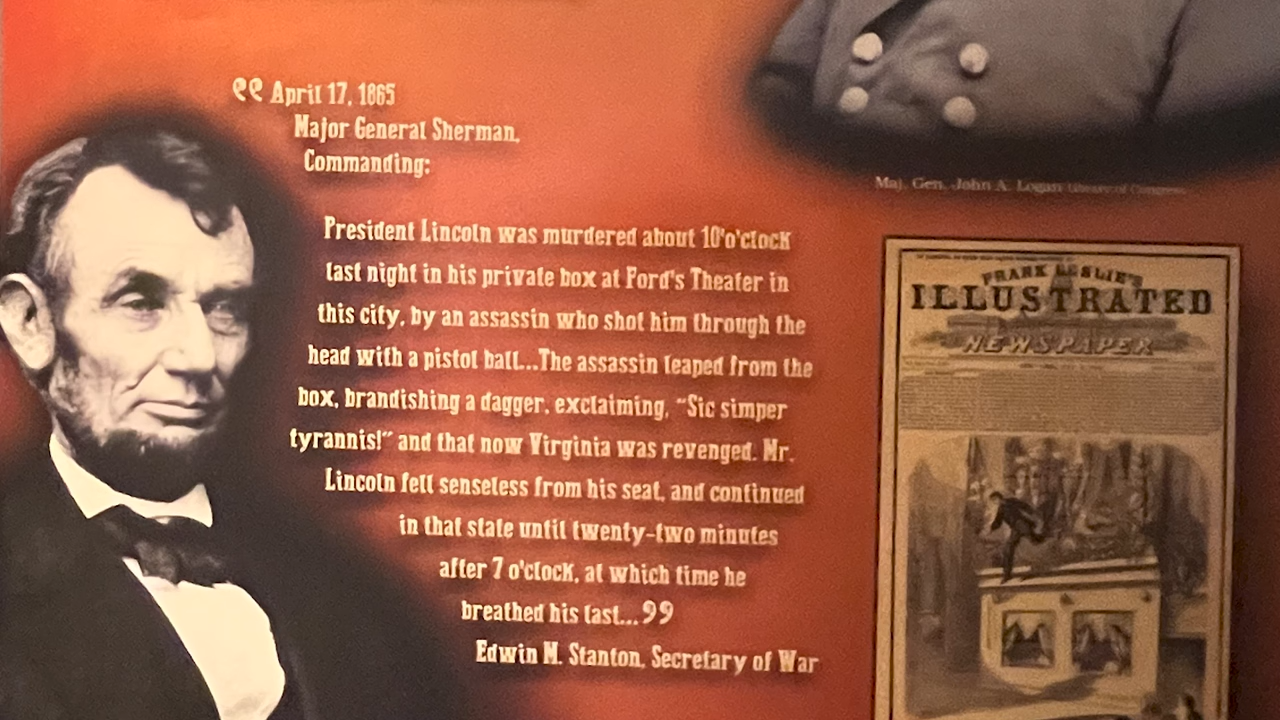 April 17, 1865
Major General Sherman,
Commanding:
President Lincoln was murdered about 10'o'clock
last night in his private box at Ford's Theater in
this city, by an assassin who shot him through the
head with a pistol ball...The assassin leaped from the
box, brandishing a dagger, exclaiming, "Sic simper
tyrannis!" and that now Virginia was revenged. Mr.
Lincoln fell senseless from his seat, and continued
in that state until twenty-two minutes
after 7 o'clock, at which time he
breathed his last...”
Edwin M. Stanton, Secretary of War
Maj. Gen. John A. Logan Library of Congress
FRANK LESLIE'S
ILLUSTRATED
NEWSPAPER